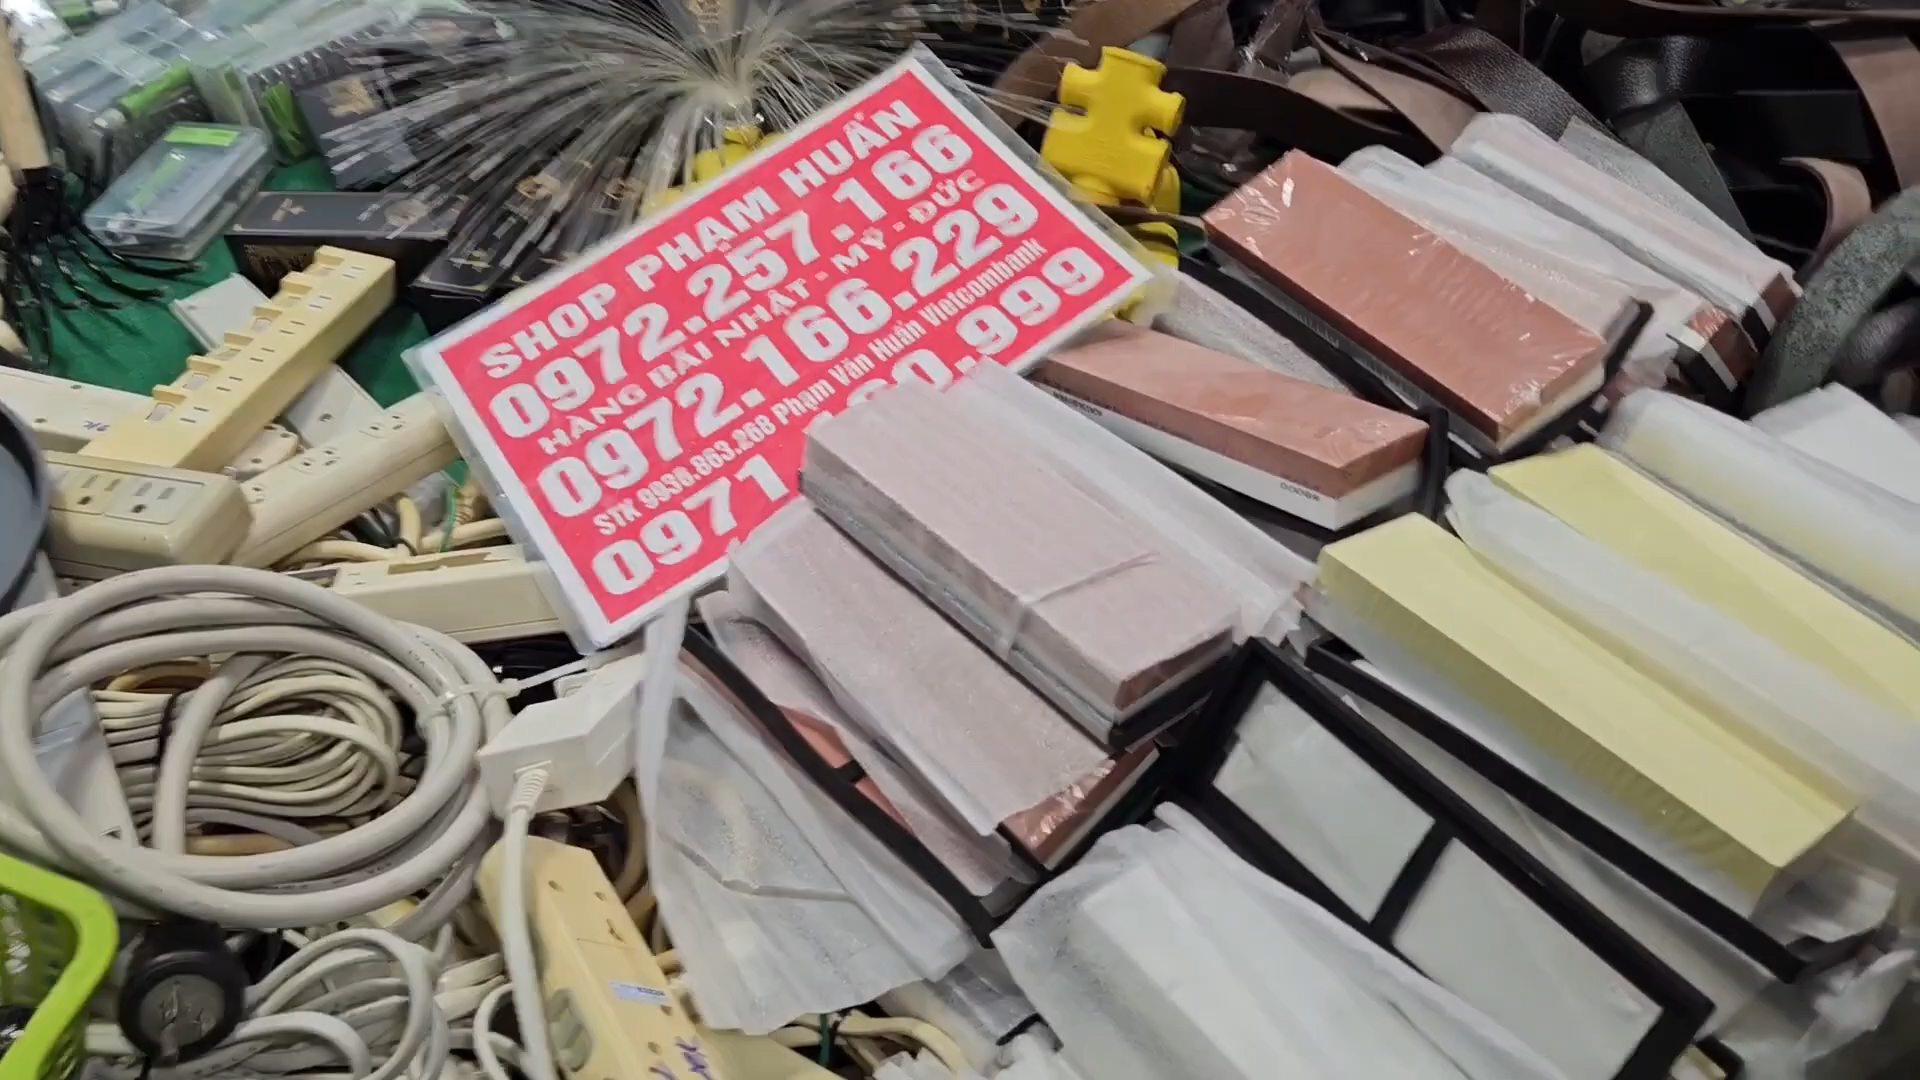 SHOP PHẠM HUẤN
0972.257.166
HÀNG BÃI NHẬT - MỸ - ĐỨC
0972.166.229
STK 9936.863.268 Phạm Văn Huấn Vietcombank
0971
999